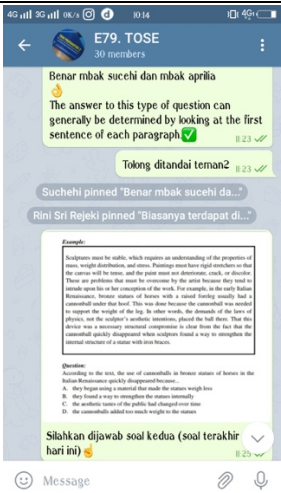 4G 3G 0K/s 10:14 4G
E79. TOSE
30 members
Benar mbak sucehi dan mbak aprilia
👌
The answer to this type of question can
generally be determined by looking at the first
sentence of each paragraph.✅ 11:23
Tolong ditandai teman2 11:23
Suchehi pinned "Benar mbak sucehi da..."
Rini Sri Rejeki pinned "Biasanya terdapat di..."
Example:
Sculptures must be stable, which requires an understanding of the properties of
mass, weight distribution, and stress. Paintings must have rigid stretchers so that
the canvas will be tense, and the paint must not deteriorate, crack, or discolor.
These are problems that must be overcome by the artist because they tend to
intrude upon his or her conception of the work. For example, in the early Italian
Renaissance, bronze statues of horses with a raised foreleg usually had a
cannonball under that hoof. This was done because the cannonball was needed
to support the weight of the leg. In other words, the demands of the laws of
physics, not the sculptor's aesthetic intentions, placed the ball there. That this
device was a necessary structural compromise is clear from the fact that the
cannonball quickly disappeared when sculptors found a way to strengthen the
internal structure of a statue with iron braces.
Question:
According to the text, the use of cannonballs in bronze statues of horses in the
Italian Renaissance quickly disappeared because...
A. they began using a material that made the statues weigh less
B. they found a way to strengthen the statues internally
C. the aesthetic tastes of the public had changed over time
D. the cannonballs added too much weight to the statues
Silahkan dijawab soal kedua (soal terakhir
hari ini)☝ 11:25
Message